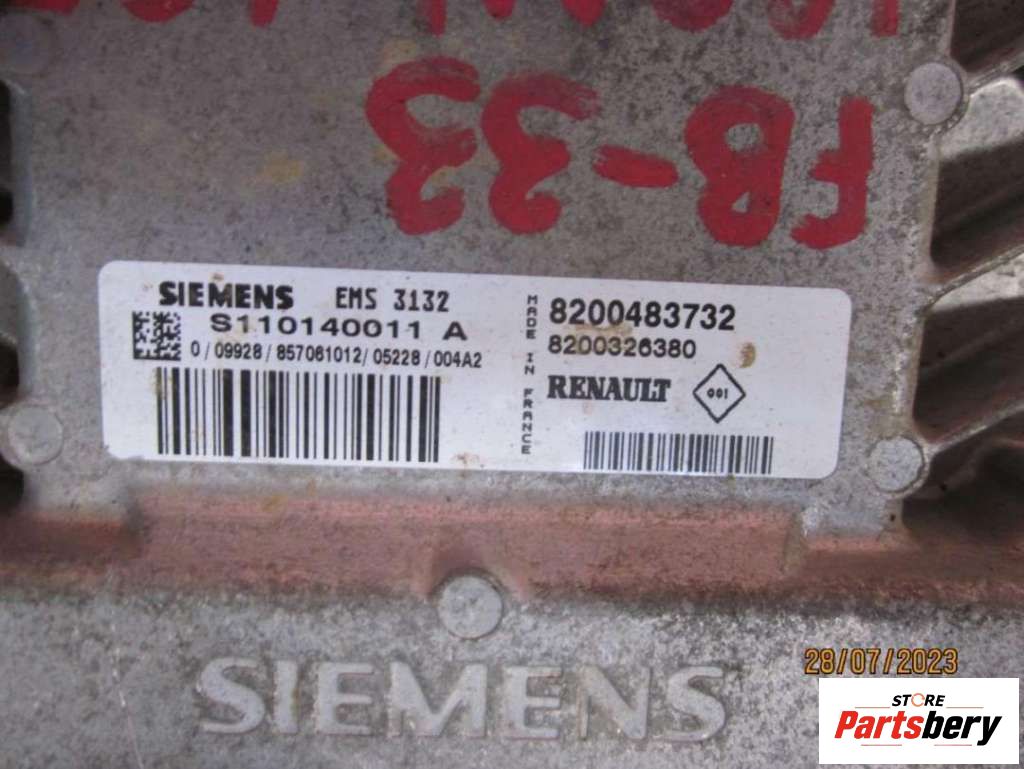 FB-33
SIEMENS EMS 3132
S110140011 A
0 / 09928 / 857061012 / 05228 / 004A2
MADE IN FRANCE
8200483732
8200326380
RENAULT 001
SIEMENS
28/07/2023
STORE
Partsbery